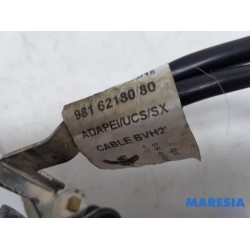 981 62180/80
ADAPEI/UCS/SX
CABLE BVH2
MARESIA